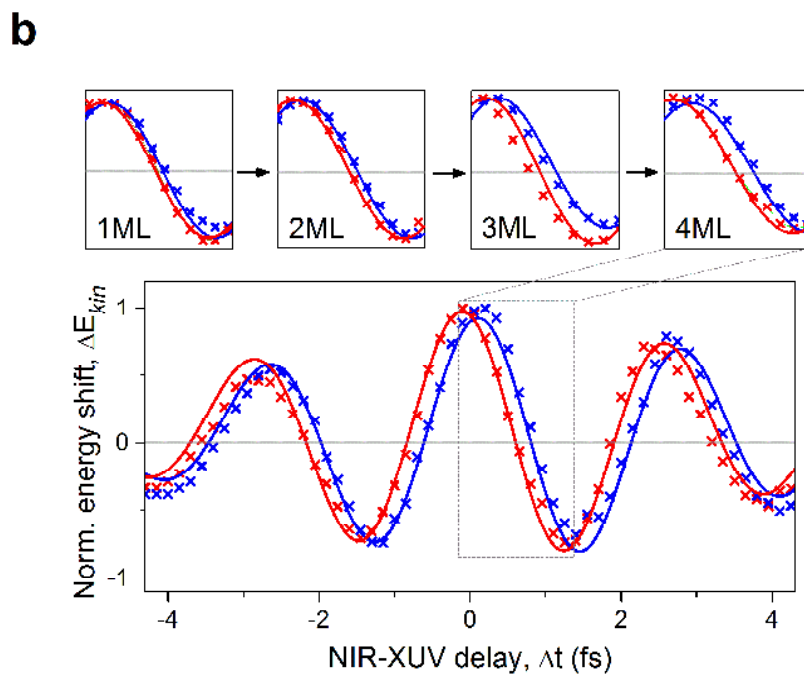 b
1ML
2ML
3ML
4ML
Norm. energy shift, ΔE_kin
1
0
-1
-4
-2
0
2
4
NIR-XUV delay, Δt (fs)